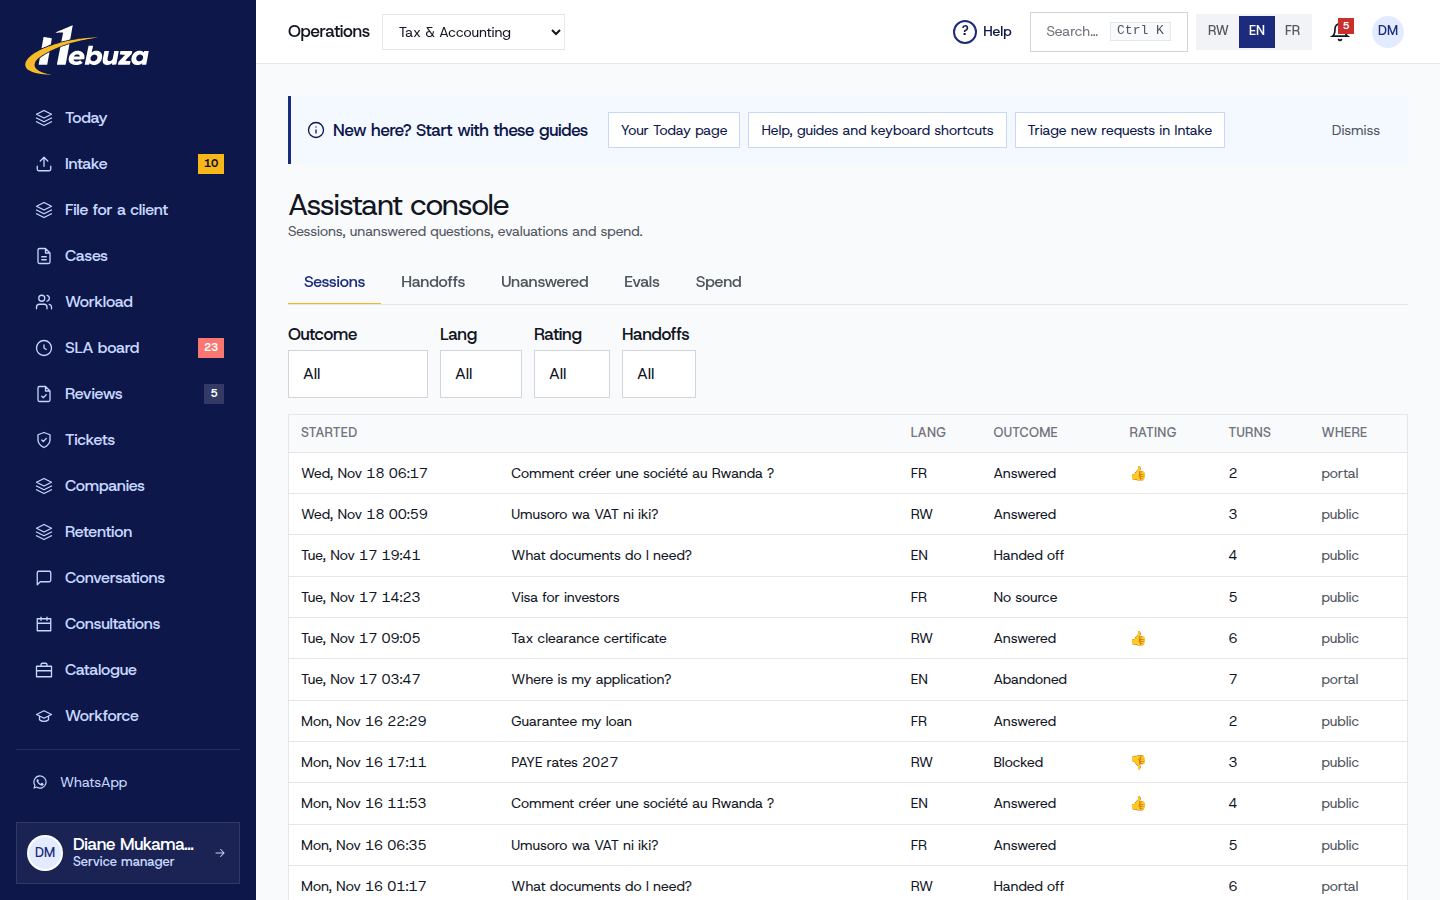 Hebuza
Today
Intake 10
File for a client
Cases
Workload
SLA board 23
Reviews 5
Tickets
Companies
Retention
Conversations
Consultations
Catalogue
Workforce
WhatsApp
DM Diane Mukama...
Service manager
Operations Tax & Accounting
? Help Search... Ctrl K RW EN FR 5 DM
New here? Start with these guides Your Today page Help, guides and keyboard shortcuts Triage new requests in Intake Dismiss
Assistant console
Sessions, unanswered questions, evaluations and spend.
Sessions Handoffs Unanswered Evals Spend
Outcome Lang Rating Handoffs
All All All All
STARTED LANG OUTCOME RATING TURNS WHERE
Wed, Nov 18 06:17 Comment créer une société au Rwanda ? FR Answered 👍 2 portal
Wed, Nov 18 00:59 Umusoro wa VAT ni iki? RW Answered 3 public
Tue, Nov 17 19:41 What documents do I need? EN Handed off 4 public
Tue, Nov 17 14:23 Visa for investors FR No source 5 public
Tue, Nov 17 09:05 Tax clearance certificate RW Answered 👍 6 public
Tue, Nov 17 03:47 Where is my application? EN Abandoned 7 portal
Mon, Nov 16 22:29 Guarantee my loan FR Answered 2 public
Mon, Nov 16 17:11 PAYE rates 2027 RW Blocked 👎 3 public
Mon, Nov 16 11:53 Comment créer une société au Rwanda ? EN Answered 👍 4 public
Mon, Nov 16 06:35 Umusoro wa VAT ni iki? FR Answered 5 public
Mon, Nov 16 01:17 What documents do I need? RW Handed off 6 portal